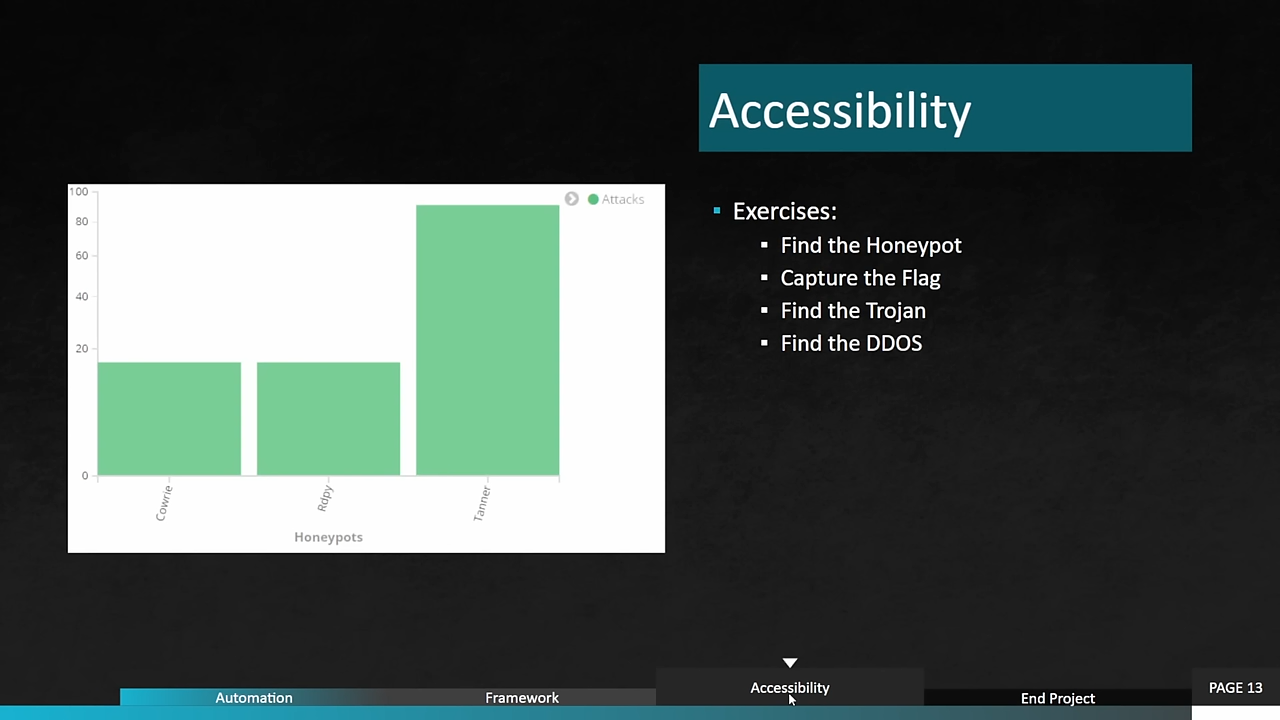 Accessibility
100
80
60
40
20
0
Attacks
Cowrie
Rdpy
Tanner
Honeypots
Exercises:
Find the Honeypot
Capture the Flag
Find the Trojan
Find the DDOS
Automation
Framework
Accessibility
End Project
PAGE 13